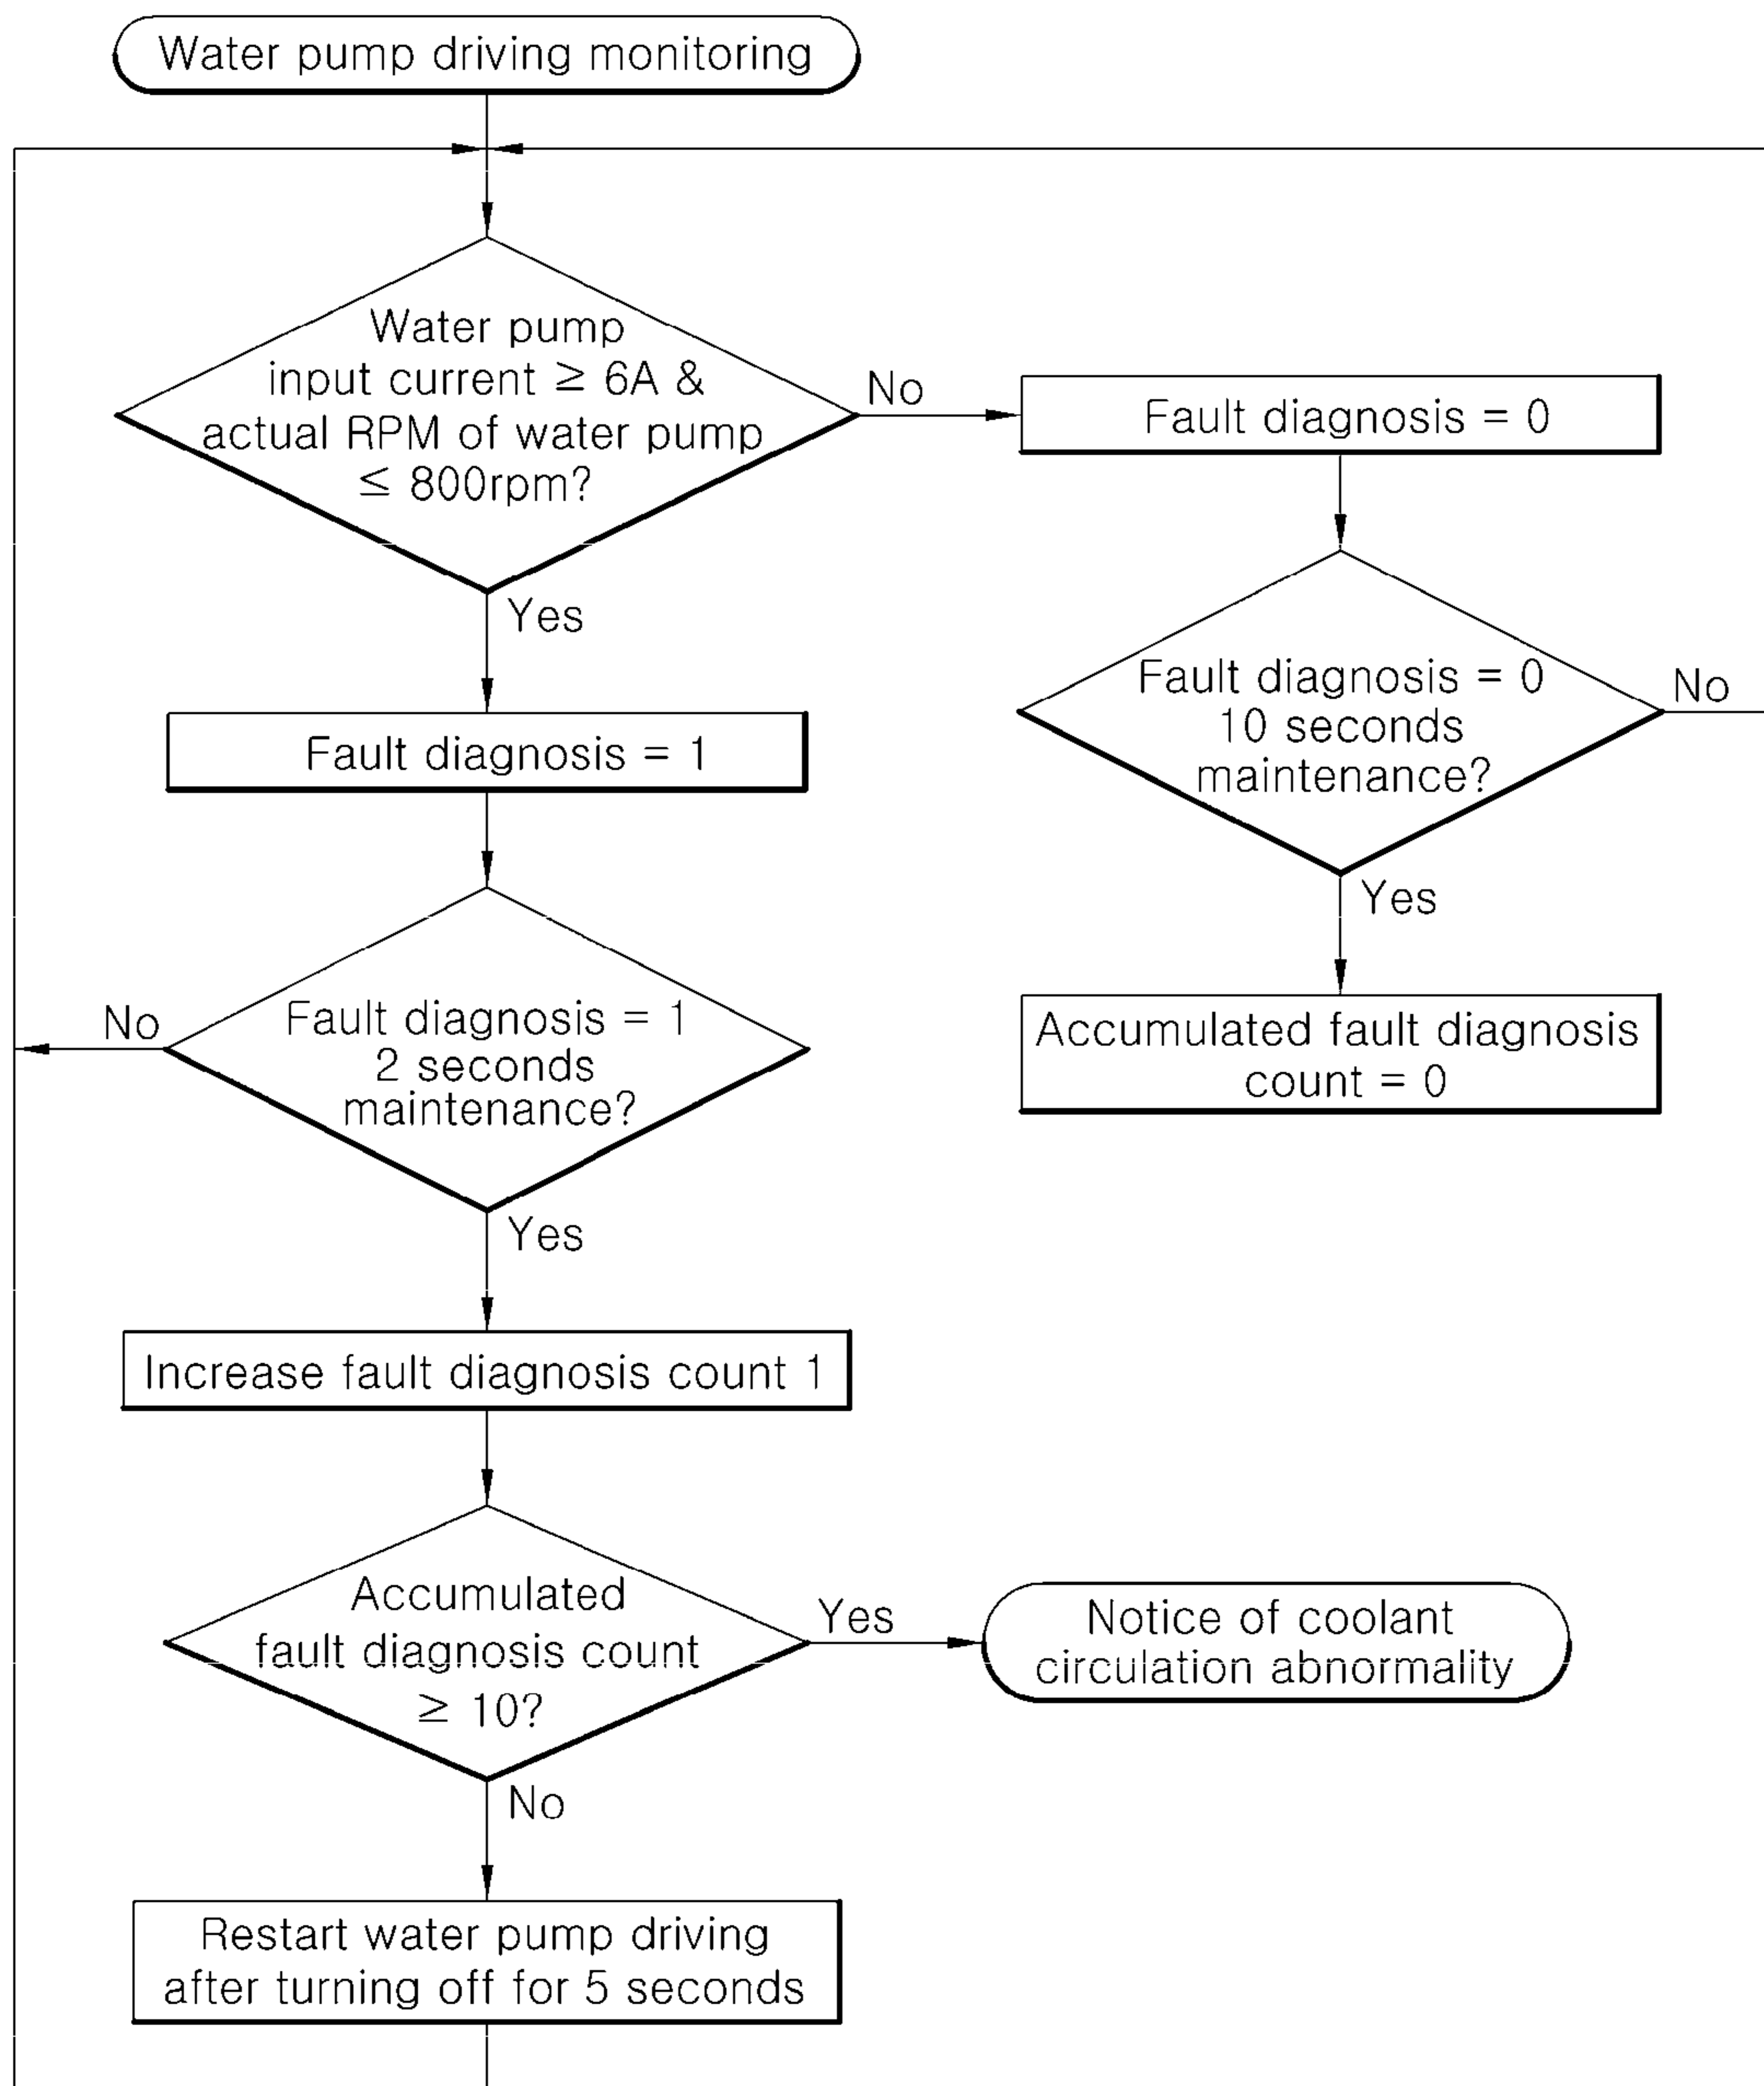 Water pump driving monitoring
Water pump
input current ≥ 6A &
actual RPM of water pump
≤ 800rpm?
No
Fault diagnosis = 0
Yes
Fault diagnosis = 0
10 seconds
maintenance?
No
Fault diagnosis = 1
Yes
Fault diagnosis = 1
2 seconds
maintenance?
No
Accumulated fault diagnosis
count = 0
Yes
Increase fault diagnosis count 1
Accumulated
fault diagnosis count
≥ 10?
Yes
Notice of coolant
circulation abnormality
No
Restart water pump driving
after turning off for 5 seconds